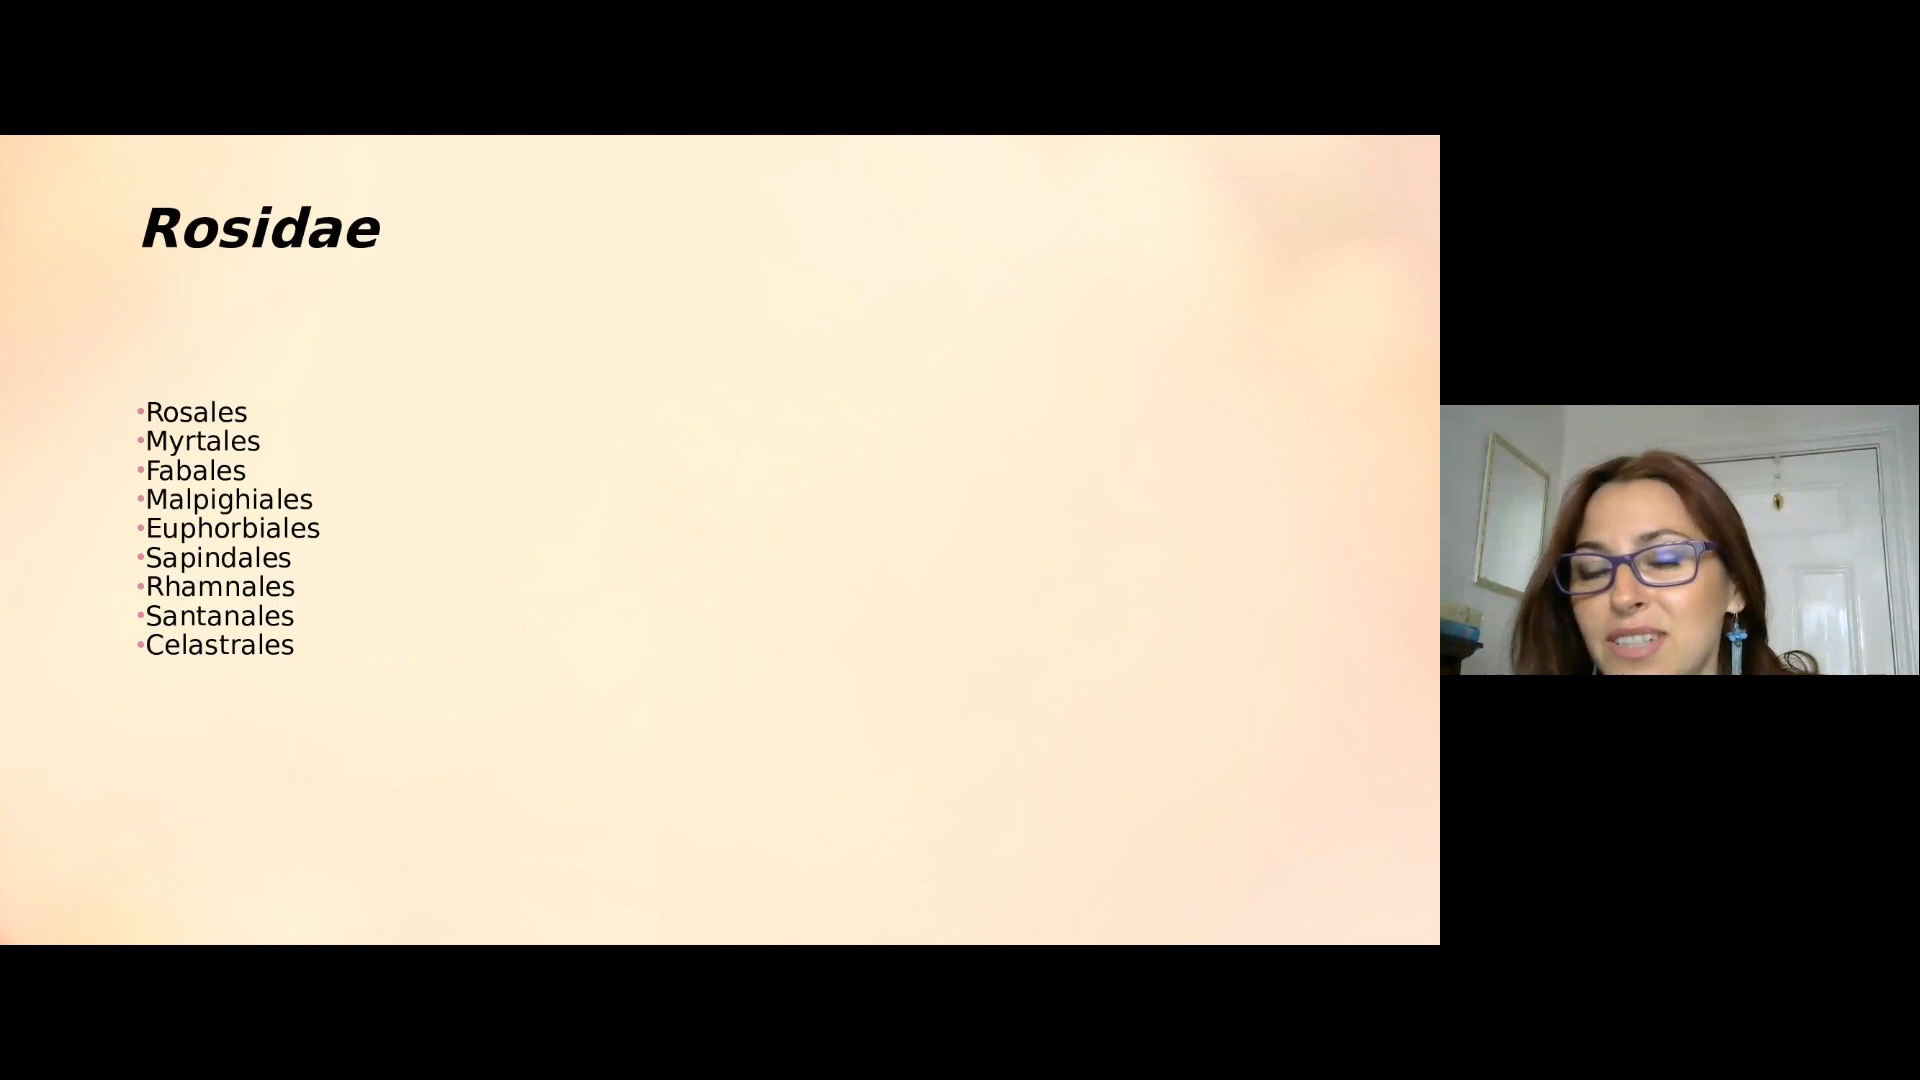 Rosidae
•Rosales
•Myrtales
•Fabales
•Malpighiales
•Euphorbiales
•Sapindales
•Rhamnales
•Santanales
•Celastrales